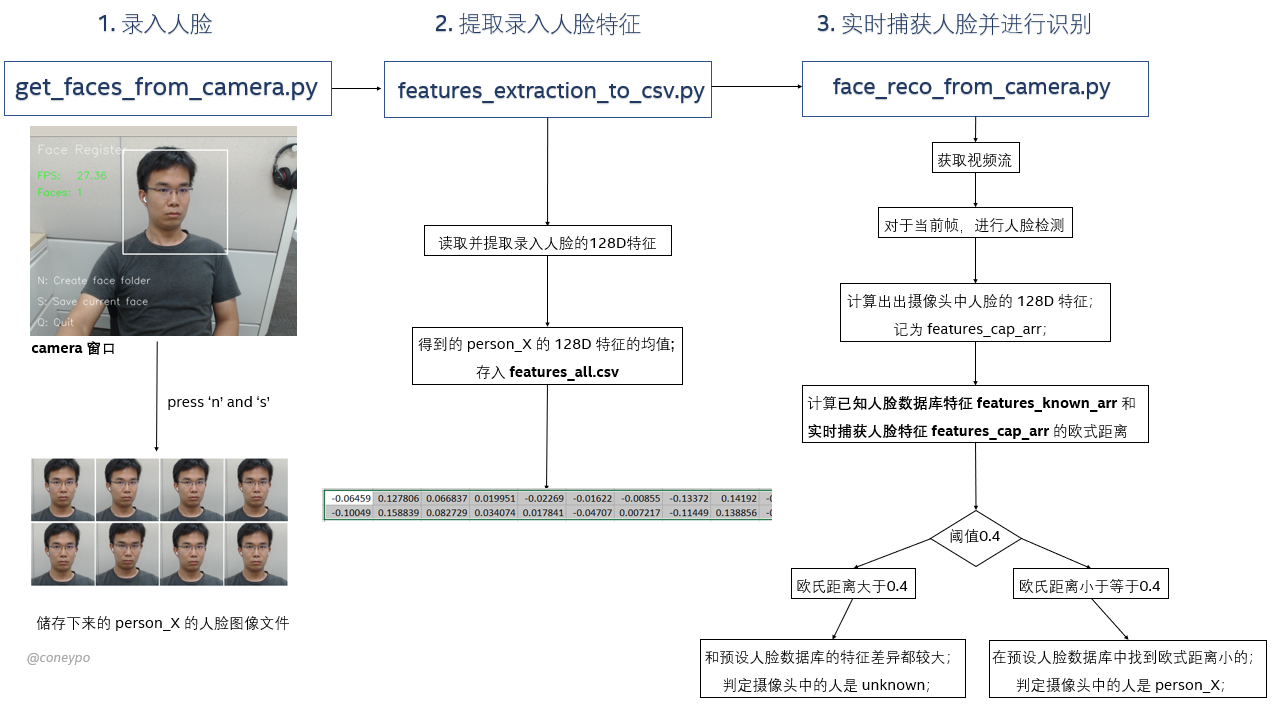 1. 录入人脸
get_faces_from_camera.py
Face Register
FPS: 27.36
Faces: 1
N: Create face folder
S: Save current face
Q: Quit
camera 窗口
press ‘n’ and ‘s’
储存下来的 person_X 的人脸图像文件
@coneypo
2. 提取录入人脸特征
features_extraction_to_csv.py
读取并提取录入人脸的128D特征
得到的 person_X 的 128D 特征的均值;
存入 features_all.csv
-0.06459 0.127806 0.066837 0.019951 -0.02269 -0.01622 -0.00855 -0.13372 0.14192
-0.10049 0.158839 0.082729 0.034074 0.017841 -0.04707 0.007217 -0.11449 0.138856
3. 实时捕获人脸并进行识别
face_reco_from_camera.py
获取视频流
对于当前帧，进行人脸检测
计算出出摄像头中人脸的 128D 特征；
记为 features_cap_arr；
计算已知人脸数据库特征 features_known_arr 和
实时捕获人脸特征 features_cap_arr 的欧式距离
阈值0.4
欧氏距离大于0.4
欧氏距离小于等于0.4
和预设人脸数据库的特征差异都较大；
判定摄像头中的人是 unknown；
在预设人脸数据库中找到欧式距离小的；
判定摄像头中的人是 person_X；